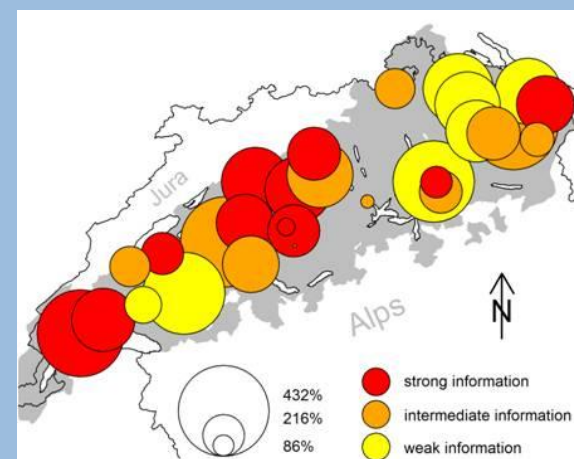 Jura
Alps
N
432%
216%
86%
strong information
intermediate information
weak information